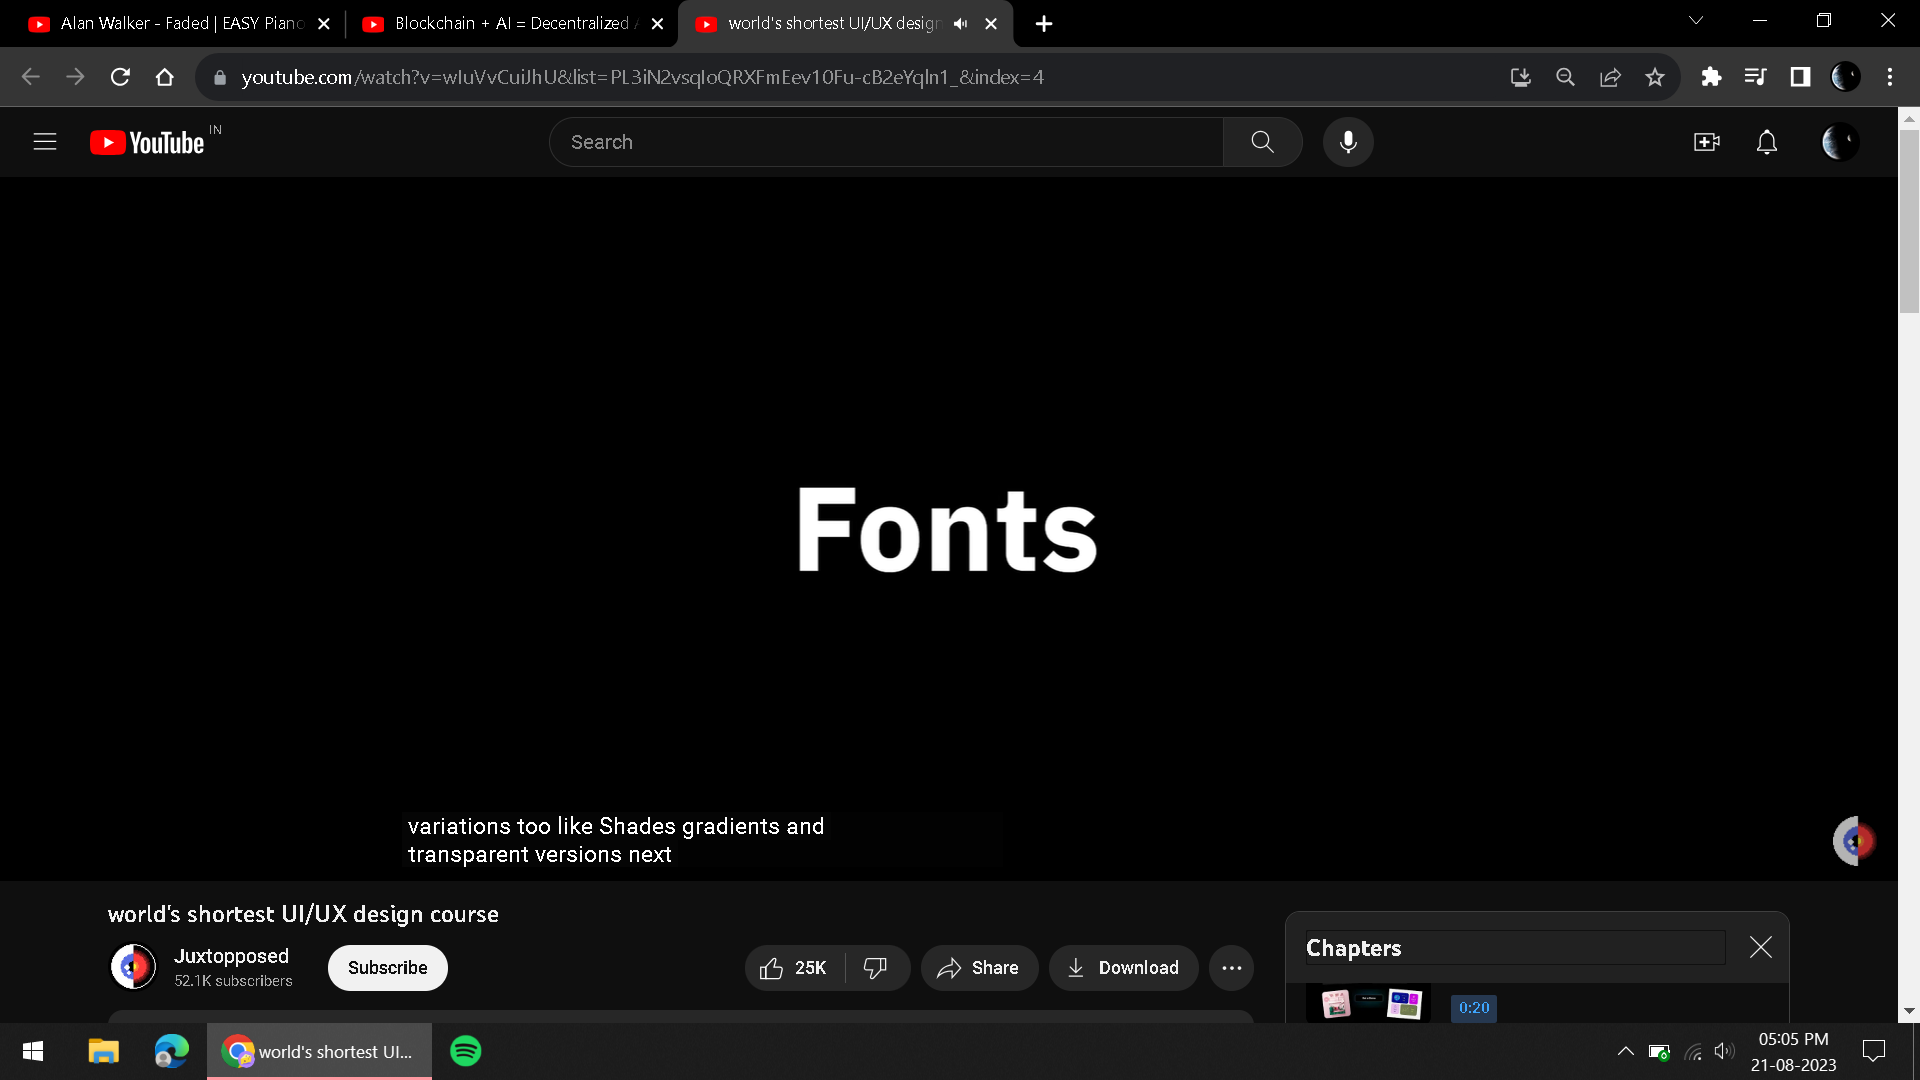 Alan Walker - Faded | EASY Piano
Blockchain + AI = Decentralized
world's shortest UI/UX design
youtube.com/watch?v=wIuVvCuiJhU&list=PL3iN2vsqIoQRXFmEev10Fu-cB2eYqln1_&index=4
YouTube IN
Search
Fonts
variations too like Shades gradients and
transparent versions next
world's shortest UI/UX design course
Juxtopposed
52.1K subscribers
Subscribe
25K
Share
Download
Chapters
0:20
world's shortest UI...
05:05 PM
21-08-2023